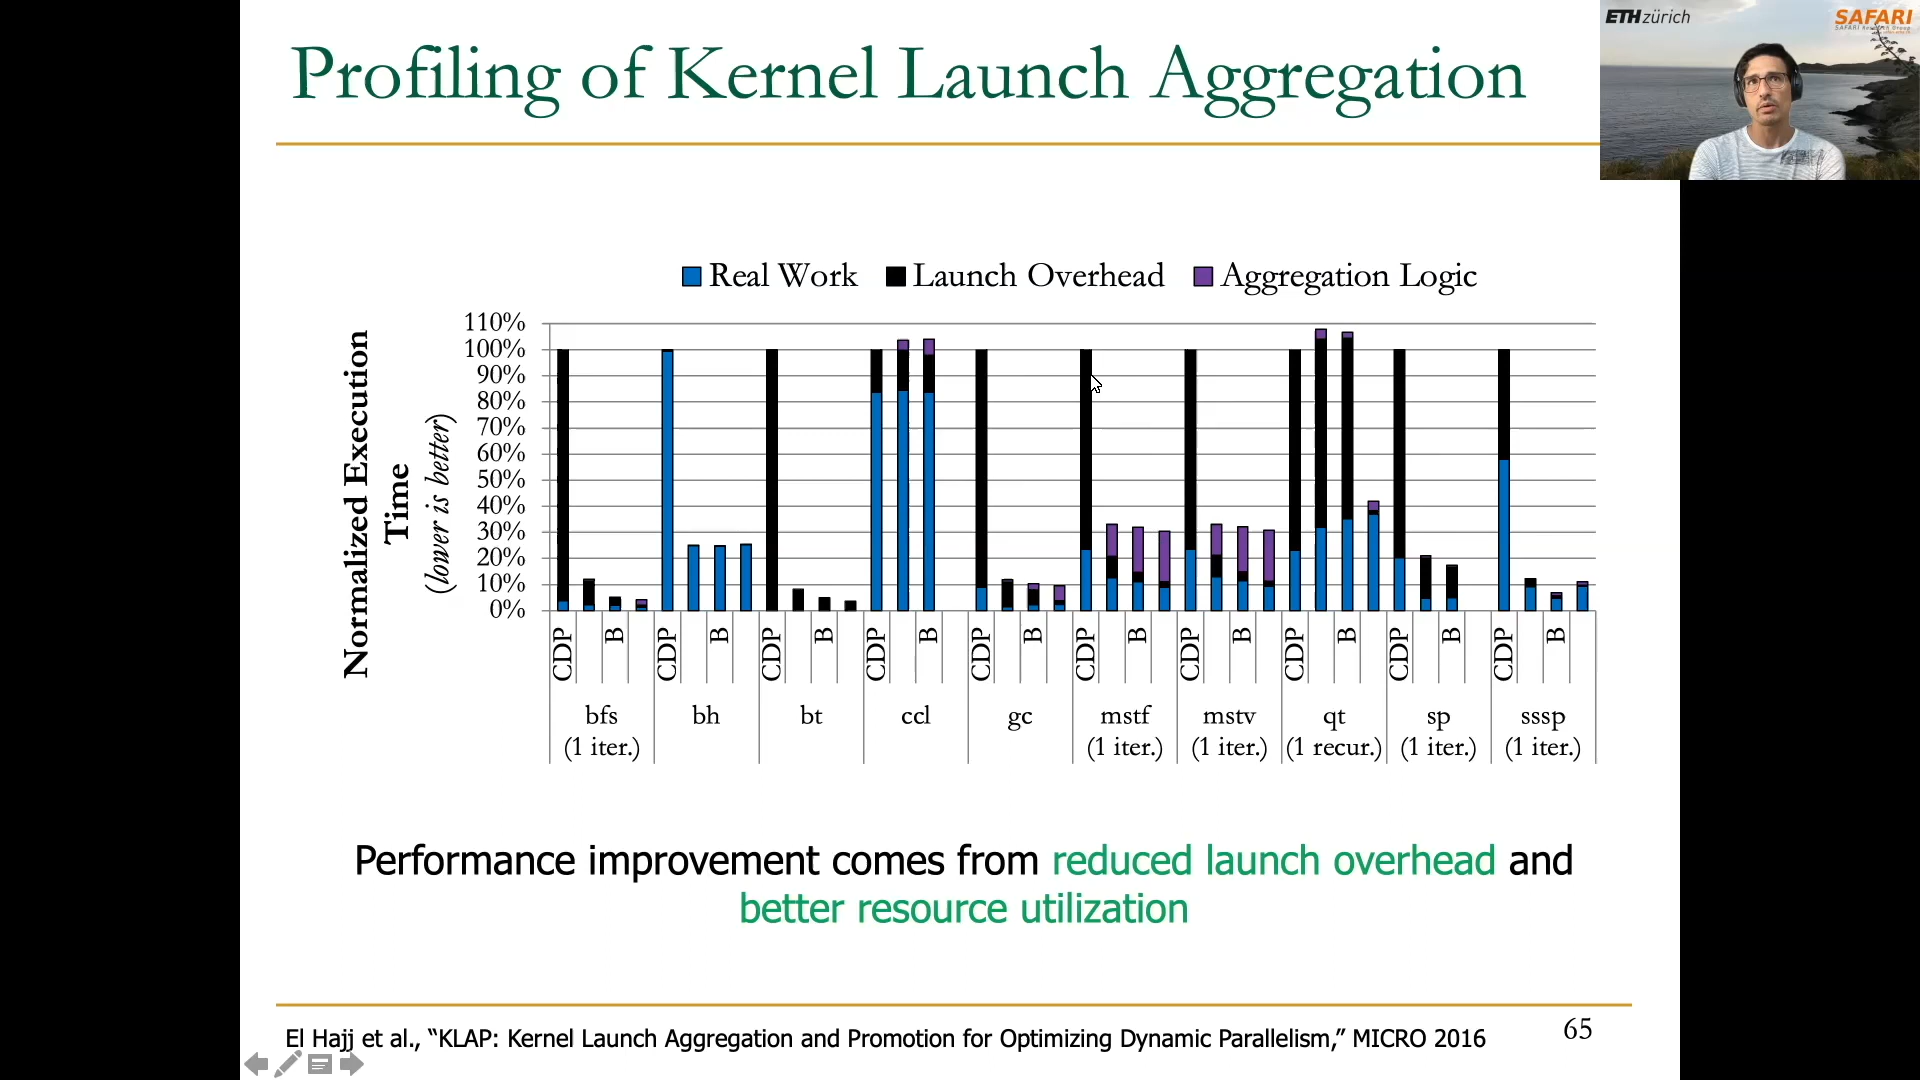 Profiling of Kernel Launch Aggregation
ETHzürich
SAFARI
SAFARI Research Group
Real Work Launch Overhead Aggregation Logic
Normalized Execution
Time
(lower is better)
110%
100%
90%
80%
70%
60%
50%
40%
30%
20%
10%
0%
CDP B CDP B CDP B CDP B CDP B CDP B CDP B CDP B CDP B CDP B
bfs bh bt ccl gc mstf mstv qt sp sssp
(1 iter.) (1 iter.) (1 iter.) (1 recur.) (1 iter.) (1 iter.)
Performance improvement comes from reduced launch overhead and
better resource utilization
El Hajj et al., “KLAP: Kernel Launch Aggregation and Promotion for Optimizing Dynamic Parallelism,” MICRO 2016
65